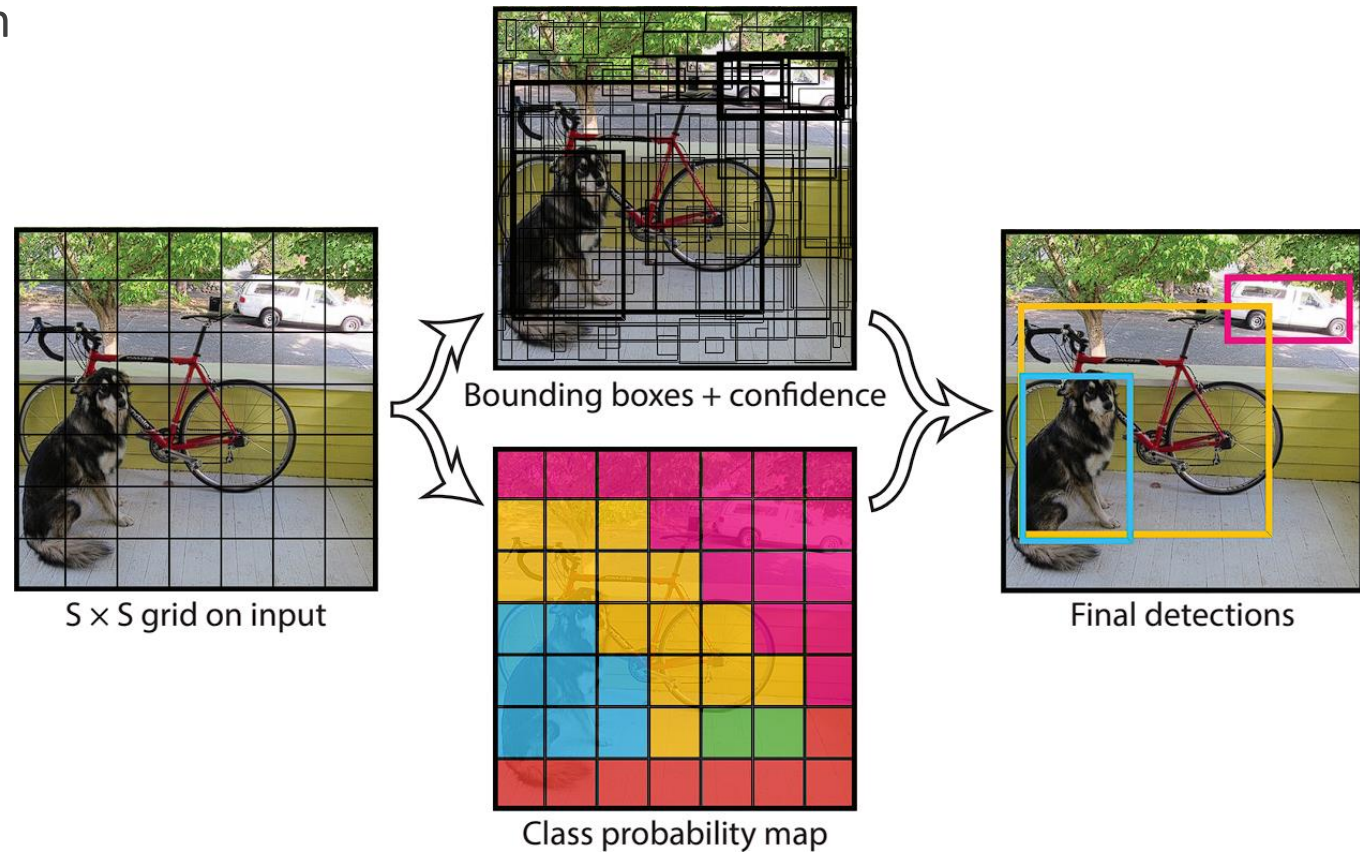 n
Bounding boxes + confidence
S × S grid on input
Final detections
Class probability map